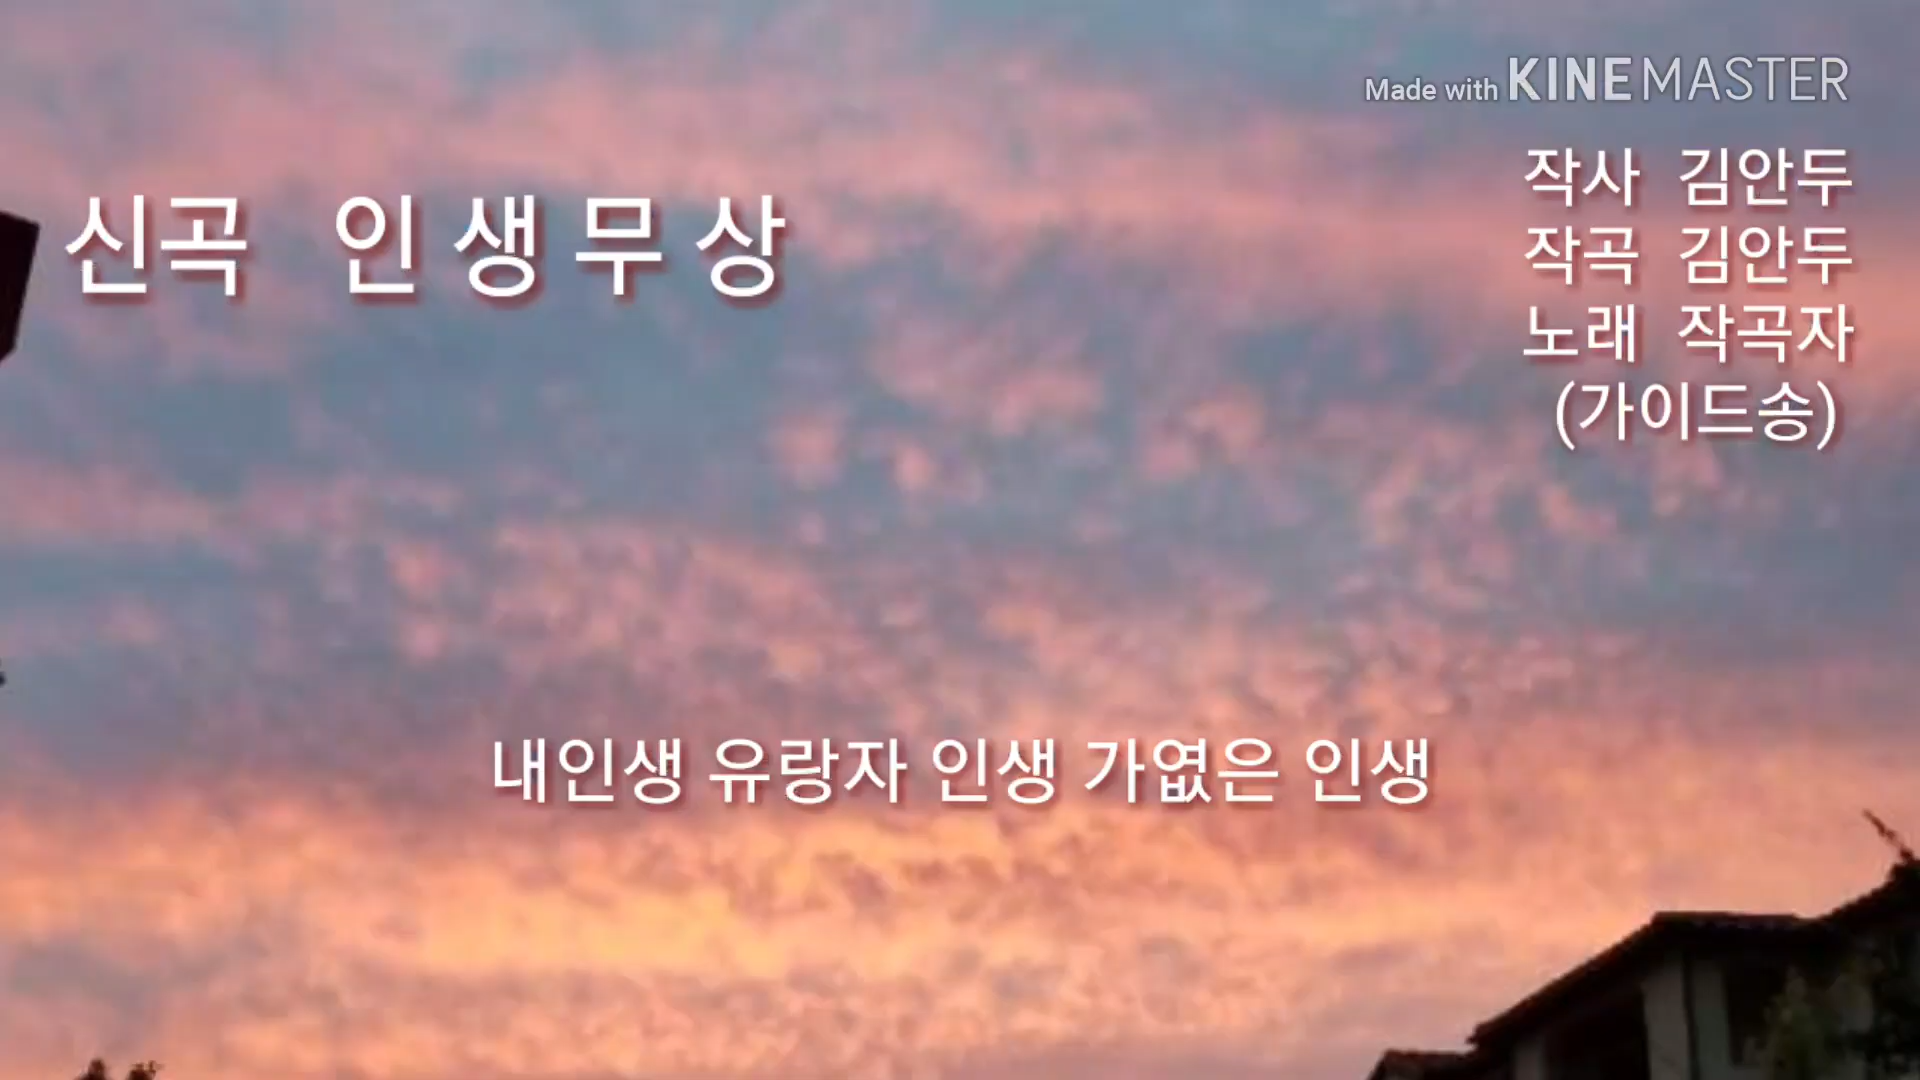 Made with KINEMASTER
신곡 인생무상
작사 김안두
작곡 김안두
노래 작곡자
(가이드송)
내인생 유랑자 인생 가엾은 인생